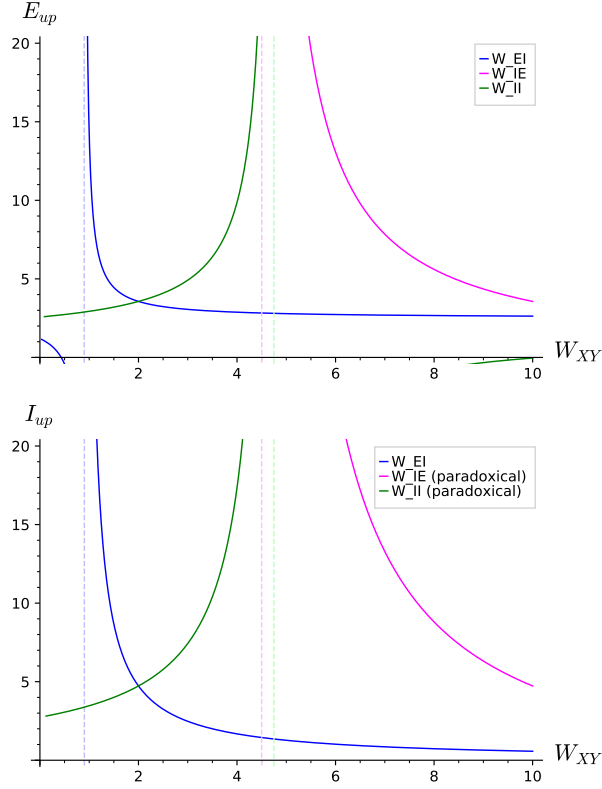 E_up
20
15
10
5
2
4
6
8
10
W_XY
W_EI
W_IE
W_II
I_up
20
15
10
5
2
4
6
8
10
W_XY
W_EI
W_IE (paradoxical)
W_II (paradoxical)